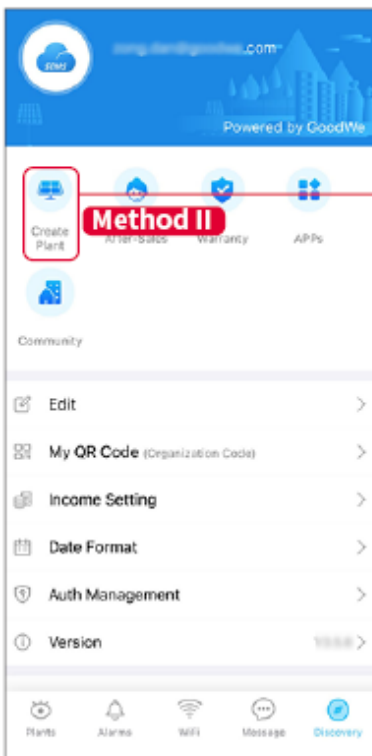 SEMS
.com
Powered by GoodWe
Create
Plant
Method II
After-Sales
Warranty
APPs
Community
Edit
My QR Code (Organization Code)
Income Setting
Date Format
Auth Management
Version
Plants
Alarms
WiFi
Message
Discovery